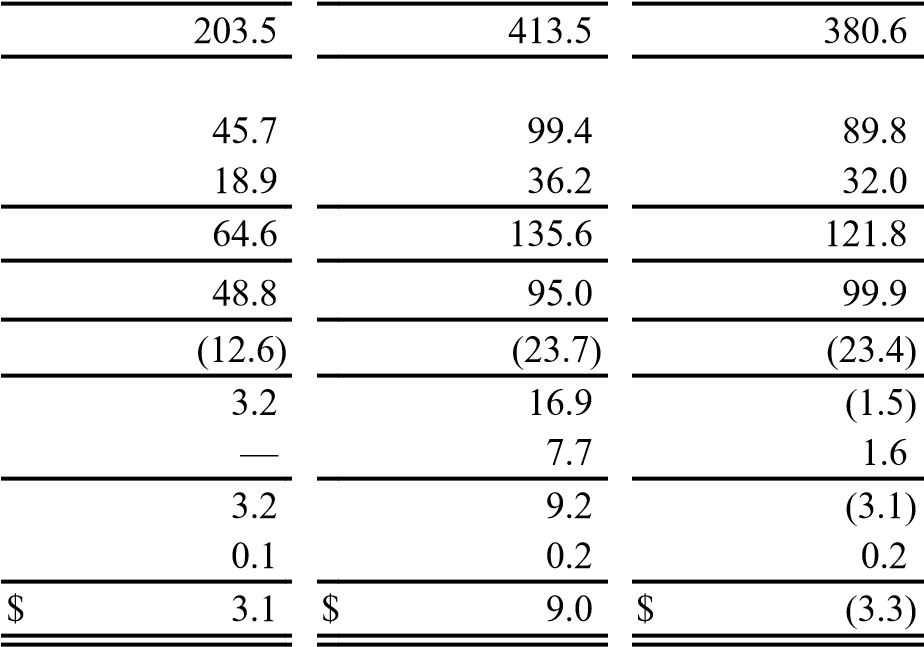 203.5 413.5 380.6
45.7 99.4 89.8
18.9 36.2 32.0
64.6 135.6 121.8
48.8 95.0 99.9
(12.6) (23.7) (23.4)
3.2 16.9 (1.5)
— 7.7 1.6
3.2 9.2 (3.1)
0.1 0.2 0.2
$ 3.1 $ 9.0 $ (3.3)